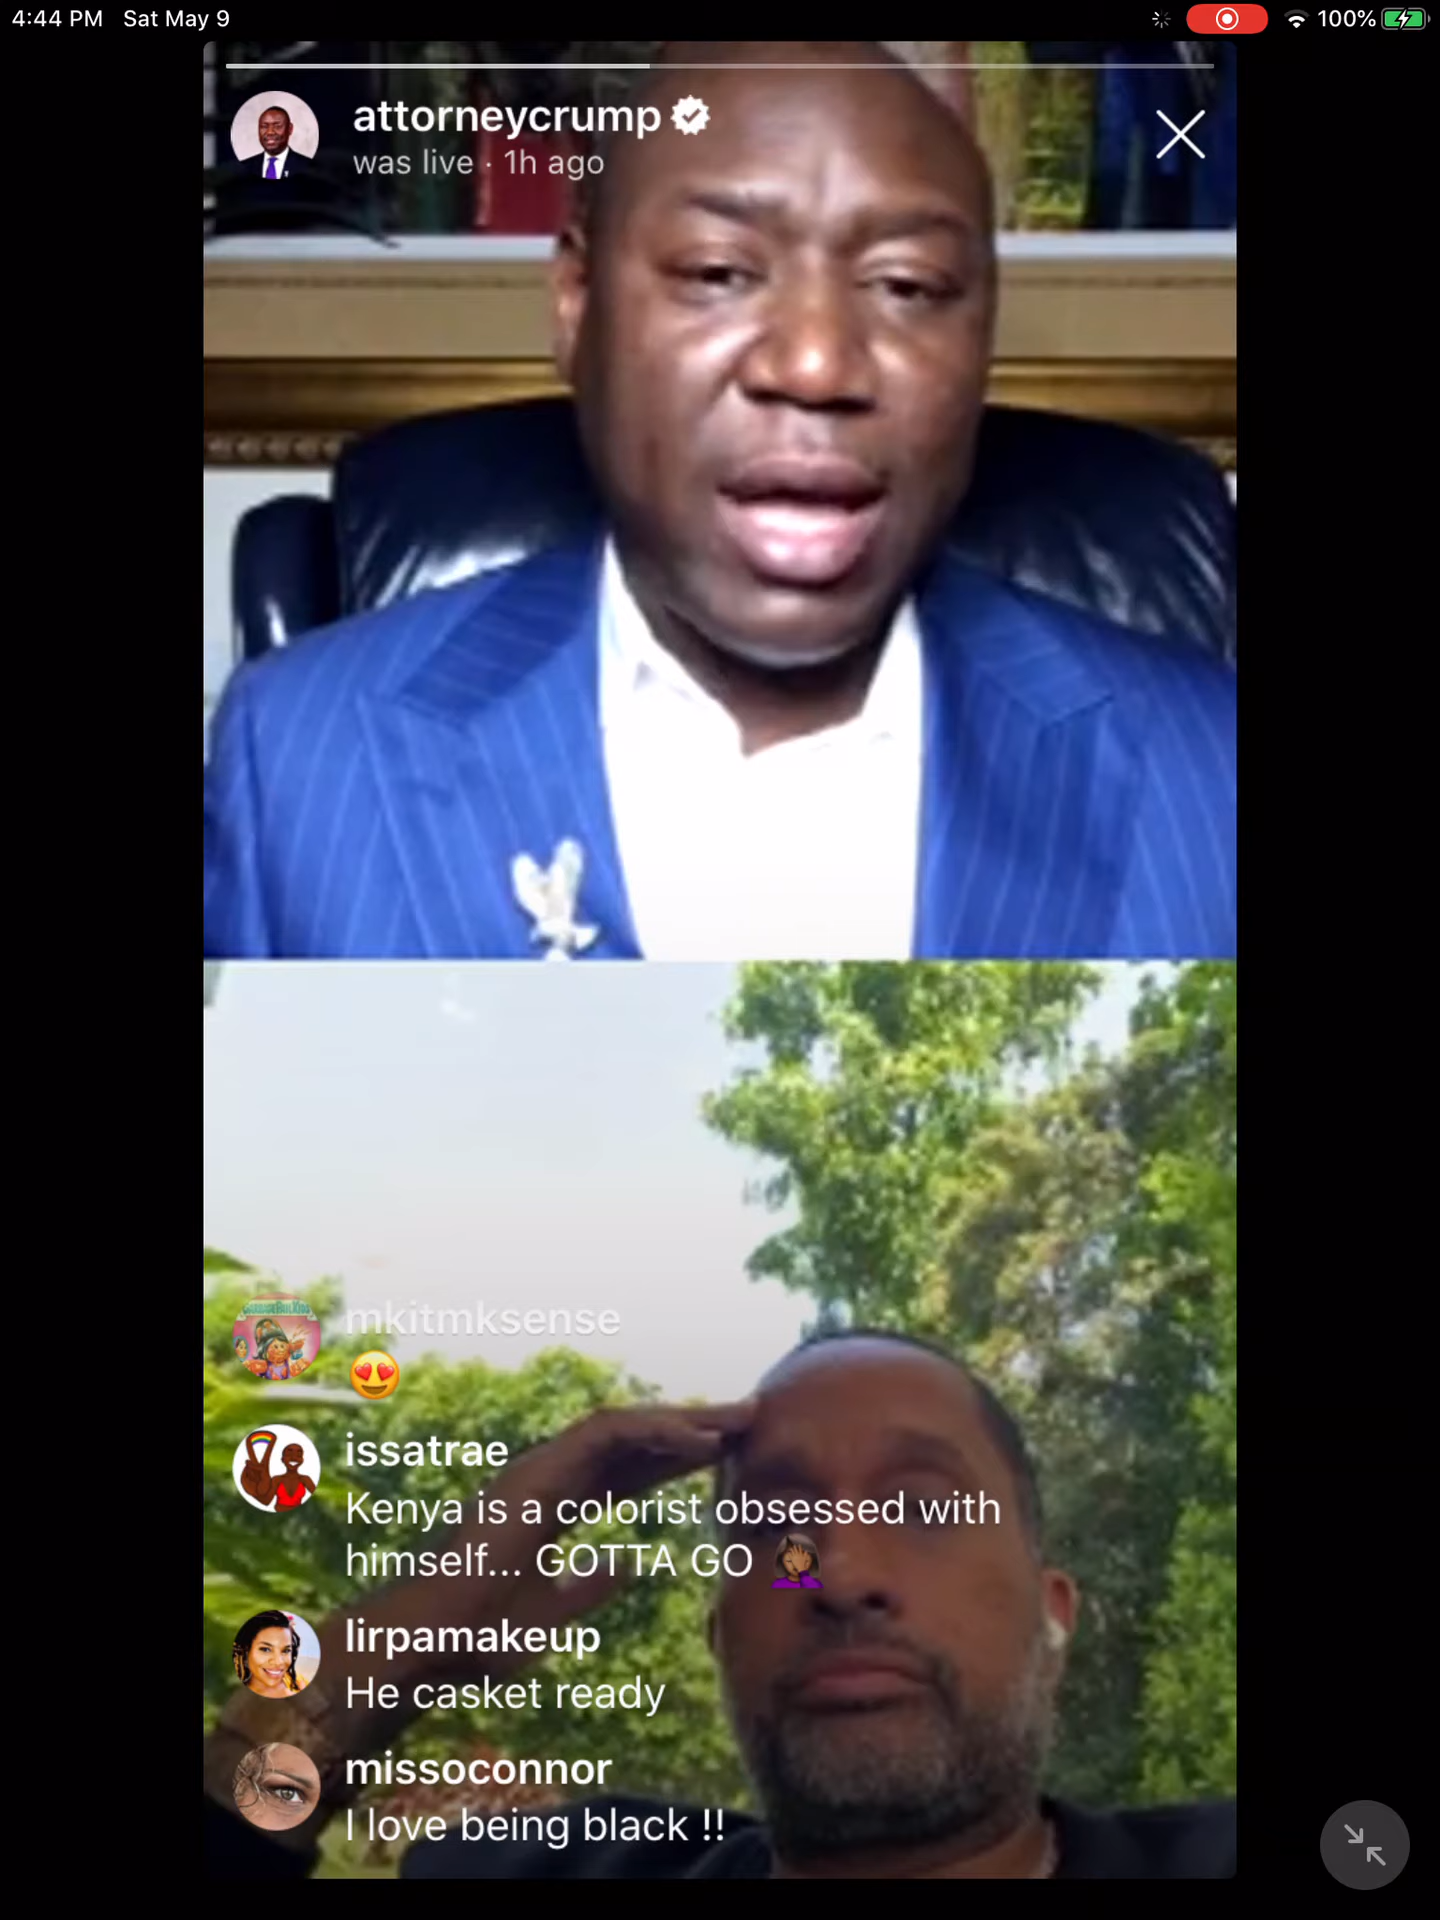 4:44 PM Sat May 9
100%
attorneycrump
was live · 1h ago
mkitmksense
😍
issatrae
Kenya is a colorist obsessed with
himself... GOTTA GO 🤦🏾‍♀️
lirpamakeup
He casket ready
missoconnor
I love being black !!